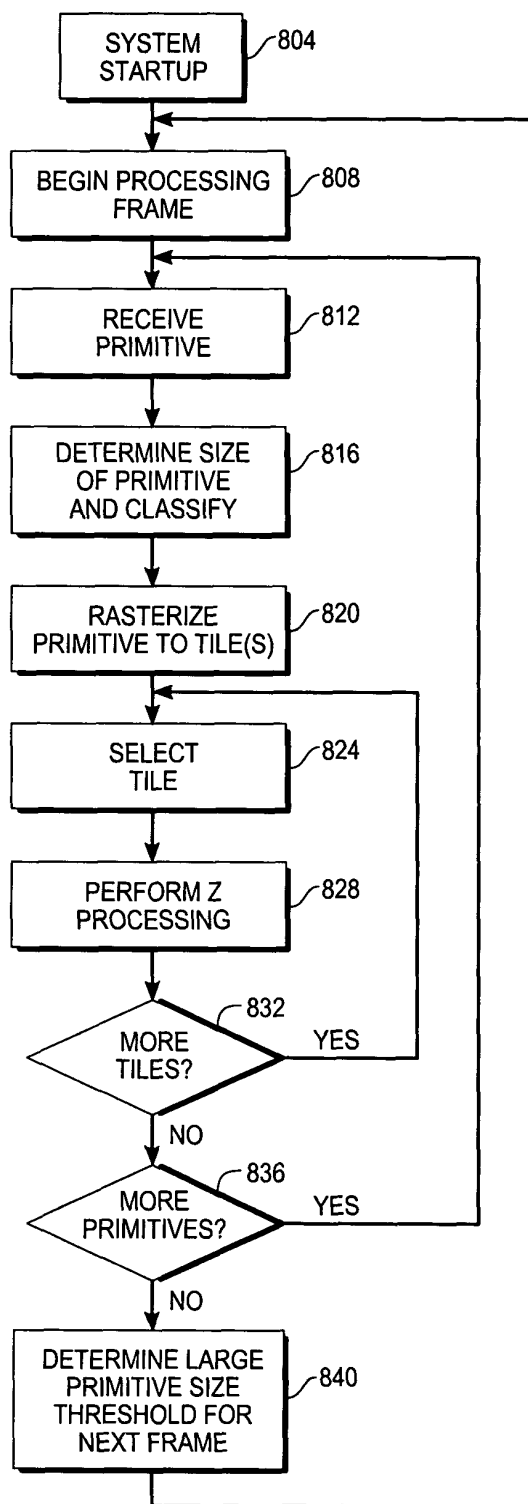 SYSTEM
STARTUP
804
BEGIN PROCESSING
FRAME
808
RECEIVE
PRIMITIVE
812
DETERMINE SIZE
OF PRIMITIVE
AND CLASSIFY
816
RASTERIZE
PRIMITIVE TO TILE(S)
820
SELECT
TILE
824
PERFORM Z
PROCESSING
828
832
MORE
TILES?
YES
NO
836
MORE
PRIMITIVES?
YES
NO
DETERMINE LARGE
PRIMITIVE SIZE
THRESHOLD FOR
NEXT FRAME
840